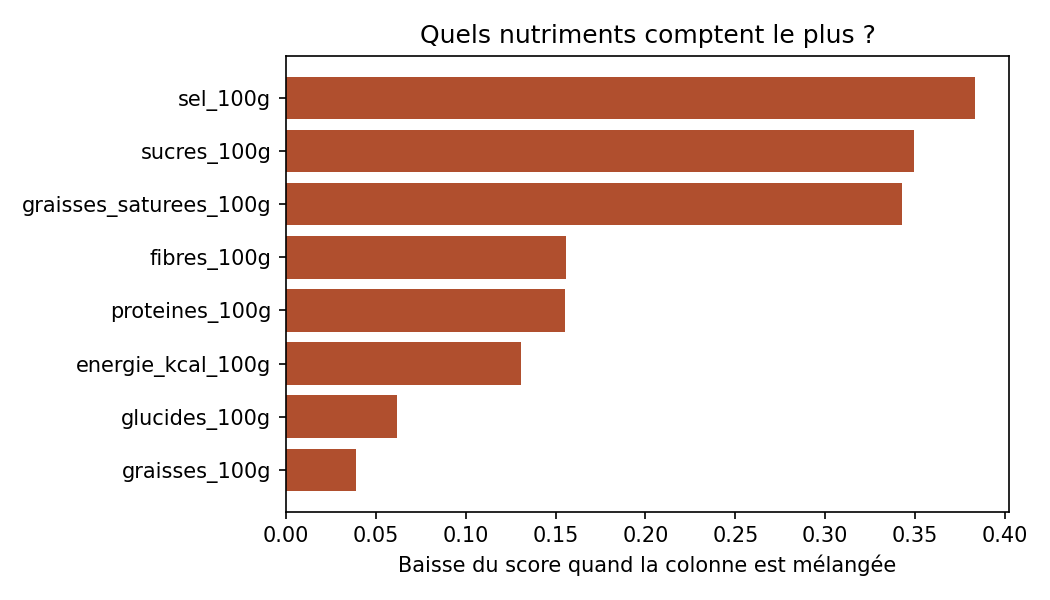 Quels nutriments comptent le plus ?
sel_100g
sucres_100g
graisses_saturees_100g
fibres_100g
proteines_100g
energie_kcal_100g
glucides_100g
graisses_100g
0.00 0.05 0.10 0.15 0.20 0.25 0.30 0.35 0.40
Baisse du score quand la colonne est mélangée